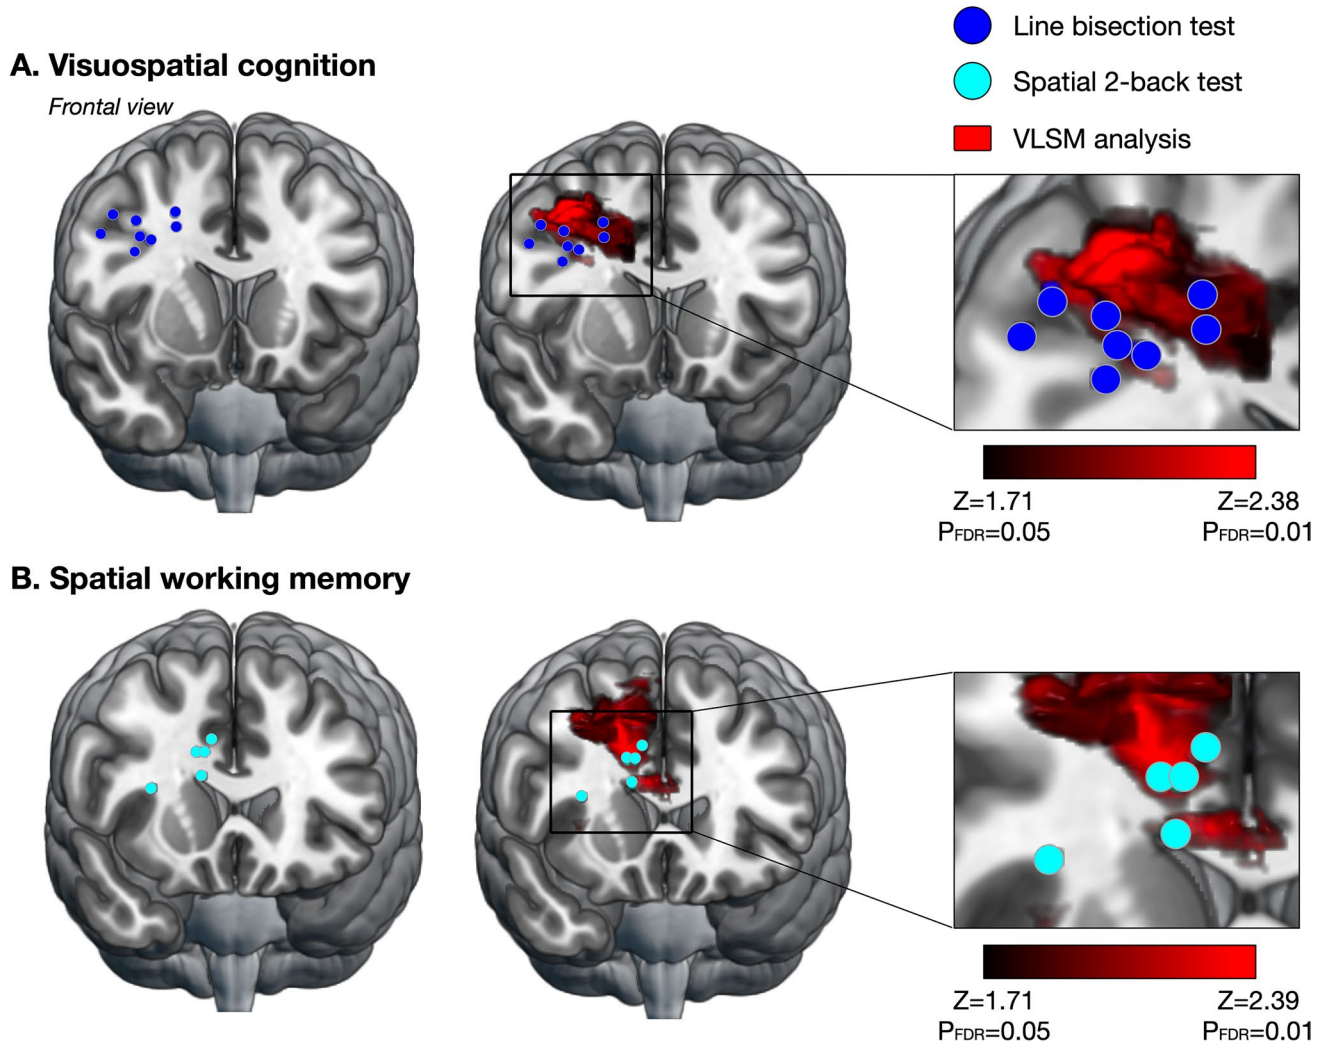 Line bisection test
Spatial 2-back test
VLSM analysis
A. Visuospatial cognition
Frontal view
Z=1.71
Z=2.38
PFDR=0.05
PFDR=0.01
B. Spatial working memory
Z=1.71
Z=2.39
PFDR=0.05
PFDR=0.01